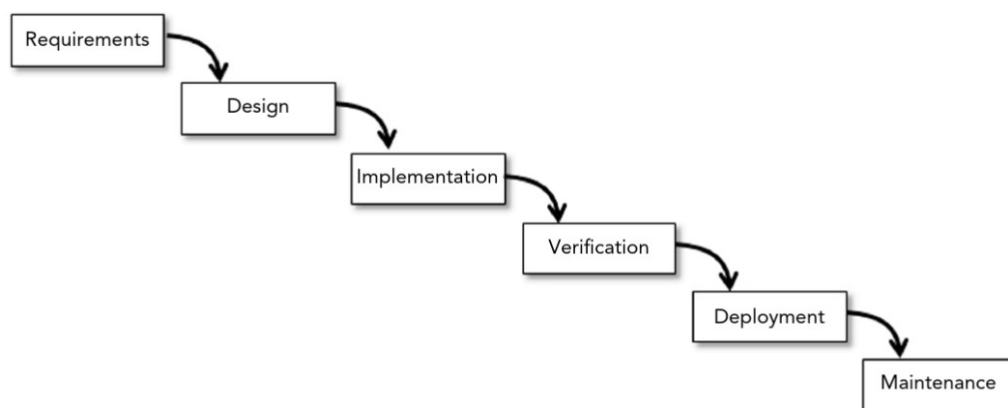 Requirements
Design
Implementation
Verification
Deployment
Maintenance